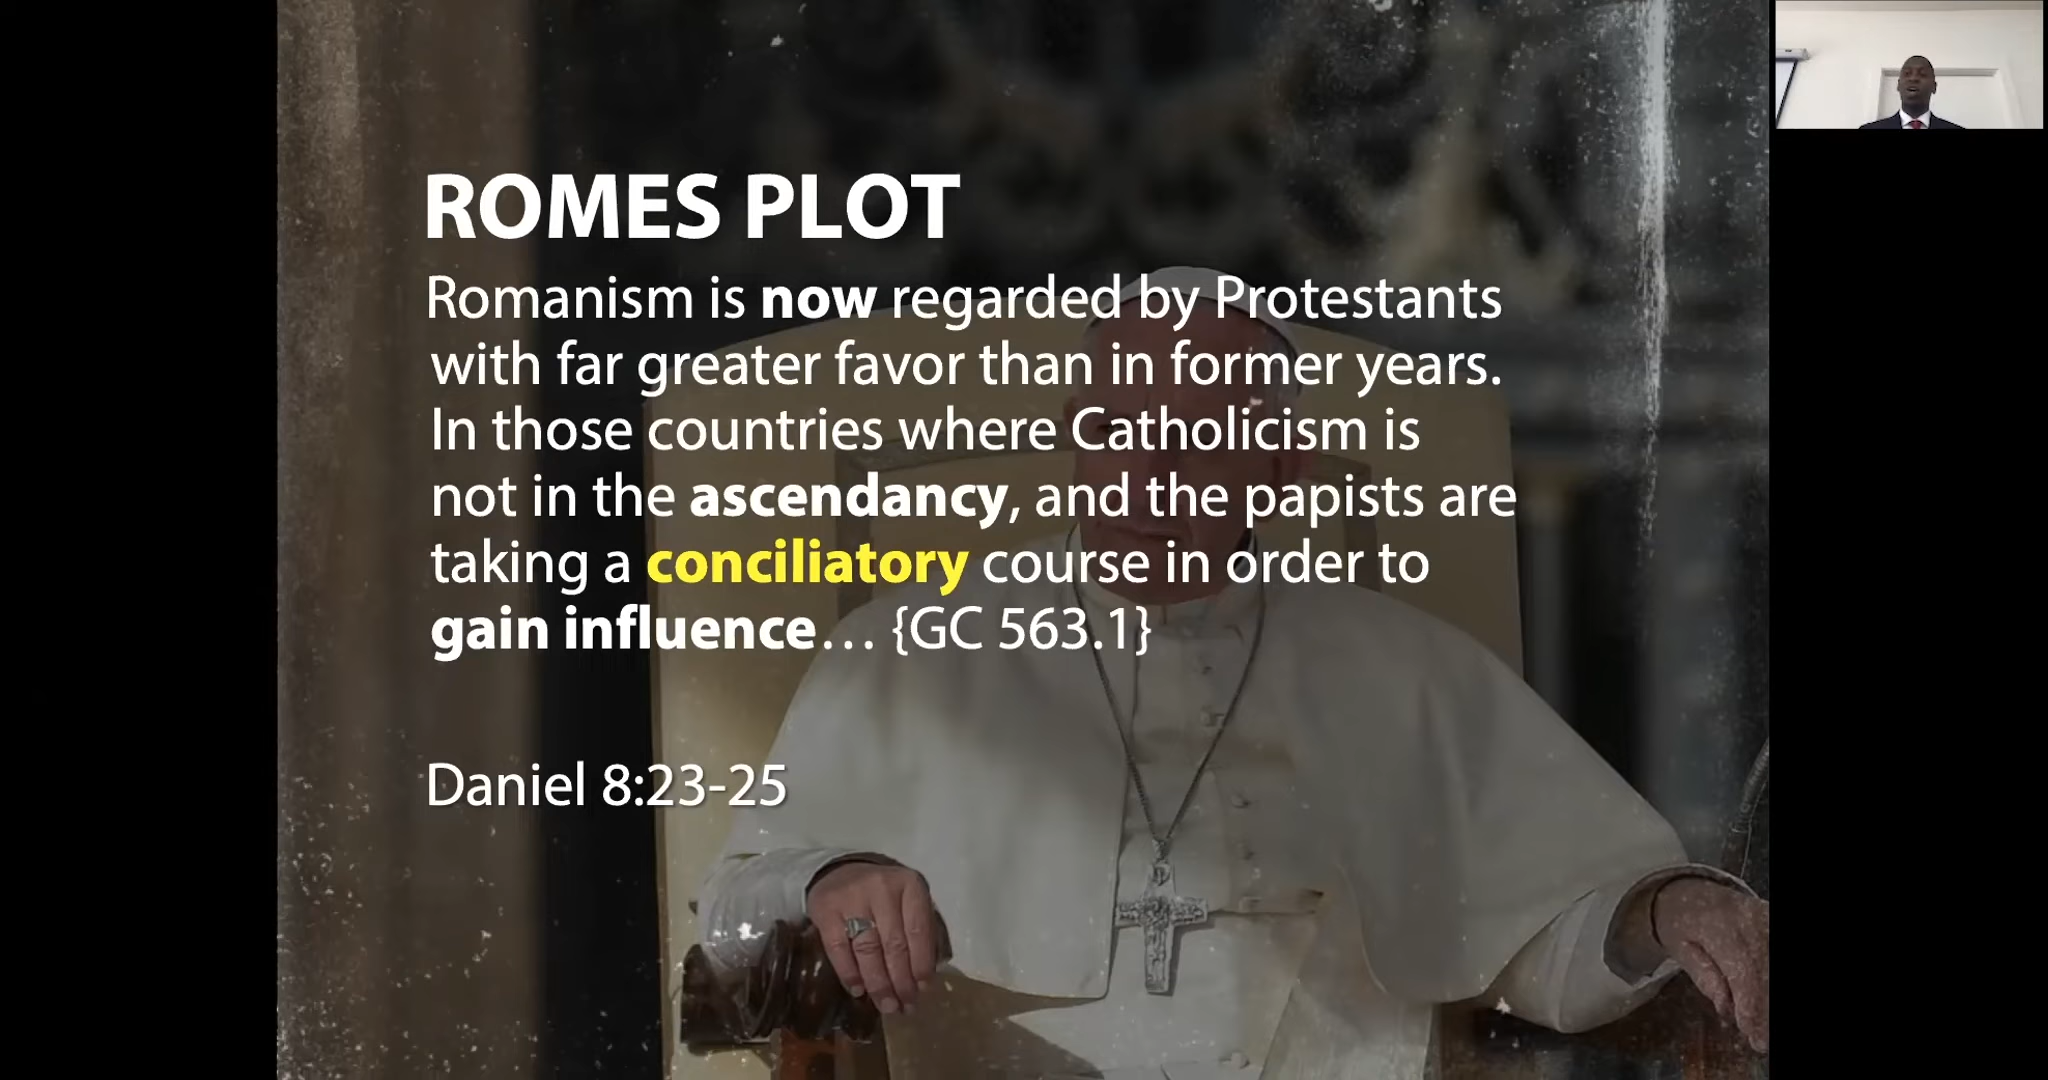 ROMES PLOT
Romanism is now regarded by Protestants
with far greater favor than in former years.
In those countries where Catholicism is
not in the ascendancy, and the papists are
taking a conciliatory course in order to
gain influence... {GC 563.1}
Daniel 8:23-25